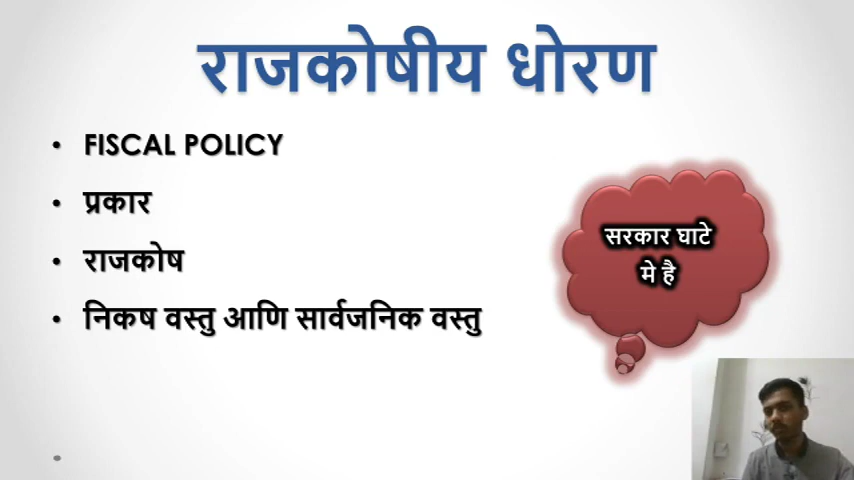 राजकोषीय धोरण
• FISCAL POLICY
• प्रकार
• राजकोष
• निकष वस्तु आणि सार्वजनिक वस्तु
सरकार घाटे
मे है